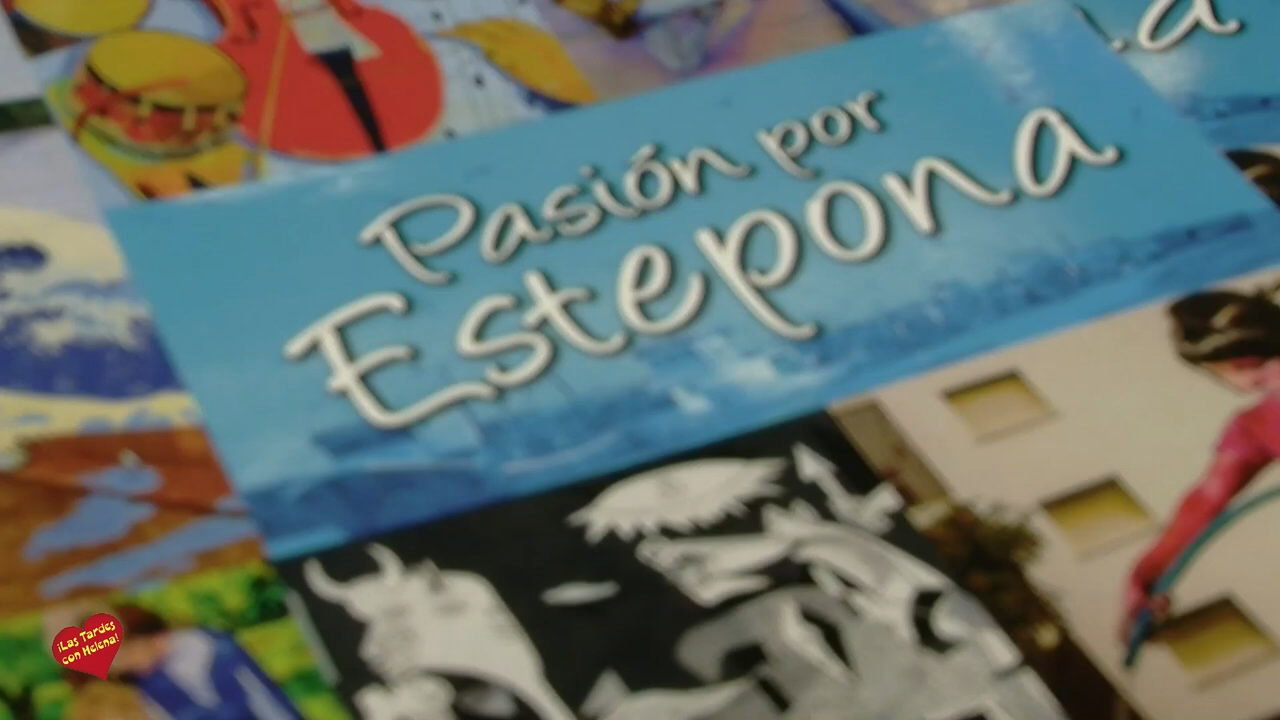 Pasión por
Estepona
.a
¡Las Tardes
con Helena!